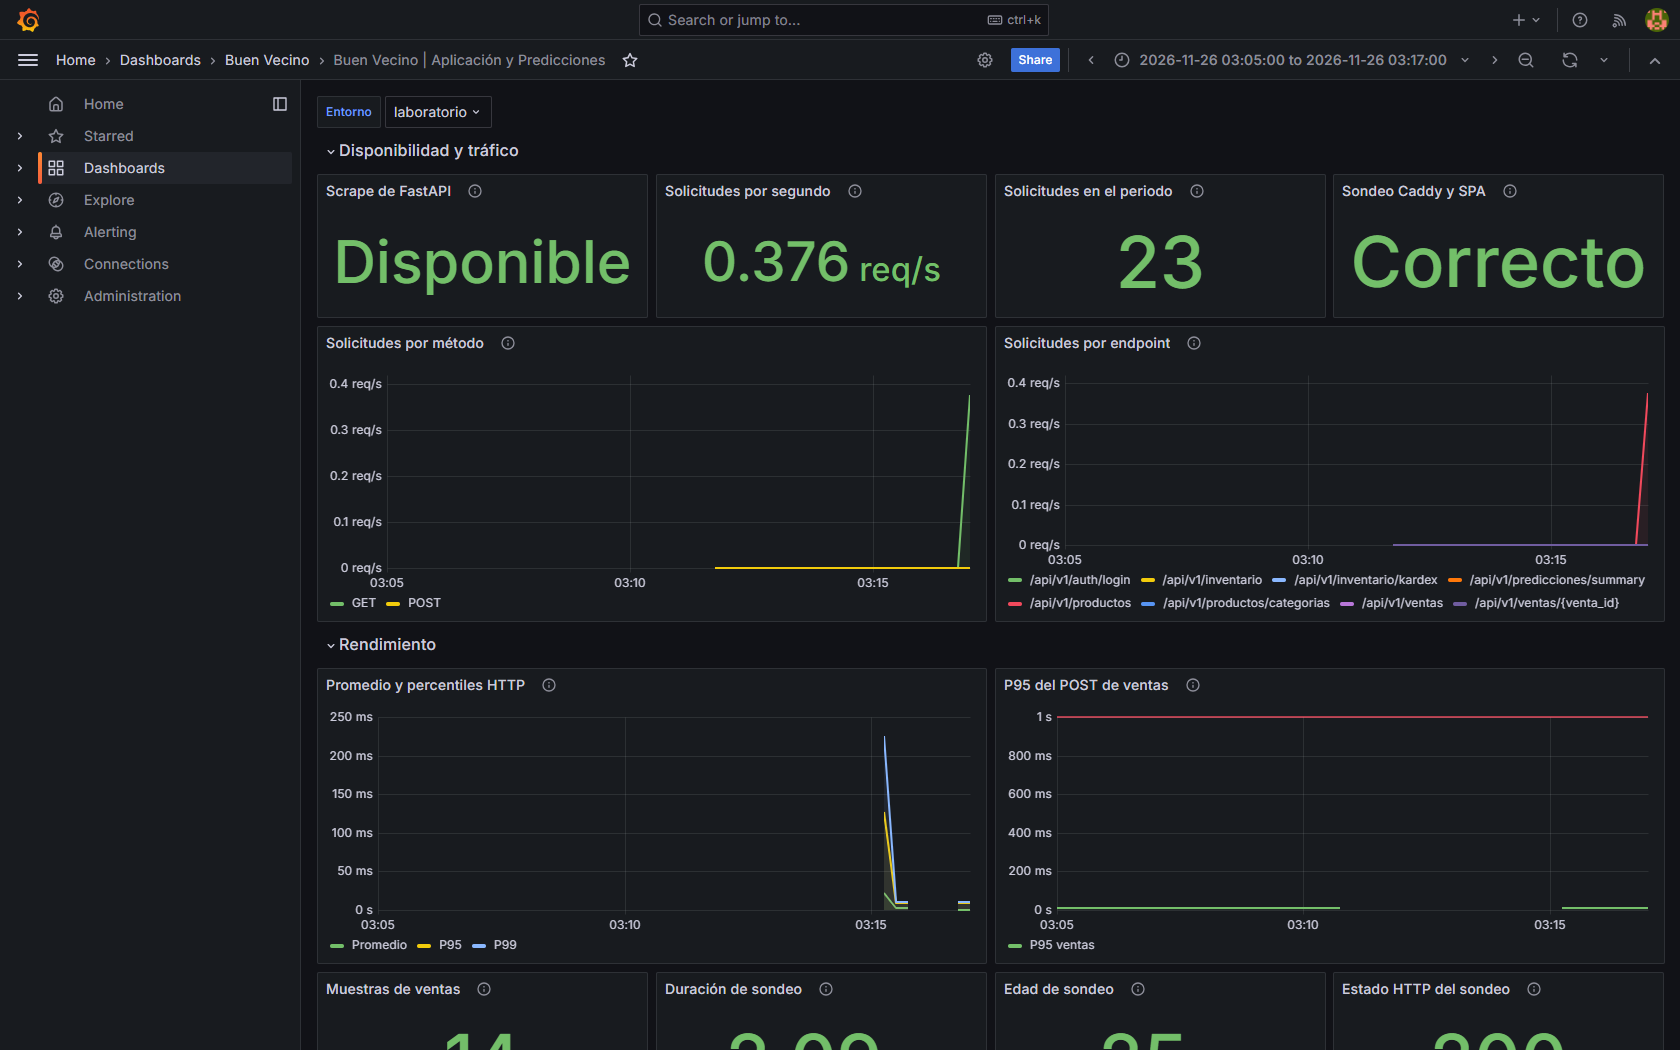 Search or jump to... ctrl+k
Home › Dashboards › Buen Vecino › Buen Vecino | Aplicación y Predicciones Share 2026-11-26 03:05:00 to 2026-11-26 03:17:00
Home
Starred
Dashboards
Explore
Alerting
Connections
Administration
Entorno laboratorio
Disponibilidad y tráfico
Scrape de FastAPI
Disponible
Solicitudes por segundo
0.376 req/s
Solicitudes en el periodo
23
Sondeo Caddy y SPA
Correcto
Solicitudes por método
0.4 req/s
0.3 req/s
0.2 req/s
0.1 req/s
0 req/s
03:05 03:10 03:15
GET POST
Solicitudes por endpoint
0.4 req/s
0.3 req/s
0.2 req/s
0.1 req/s
0 req/s
03:05 03:10 03:15
/api/v1/auth/login /api/v1/inventario /api/v1/inventario/kardex /api/v1/predicciones/summary
/api/v1/productos /api/v1/productos/categorias /api/v1/ventas /api/v1/ventas/{venta_id}
Rendimiento
Promedio y percentiles HTTP
250 ms
200 ms
150 ms
100 ms
50 ms
0 s
03:05 03:10 03:15
Promedio P95 P99
P95 del POST de ventas
1 s
800 ms
600 ms
400 ms
200 ms
0 s
03:05 03:10 03:15
P95 ventas
Muestras de ventas
14
Duración de sondeo
Edad de sondeo
Estado HTTP del sondeo